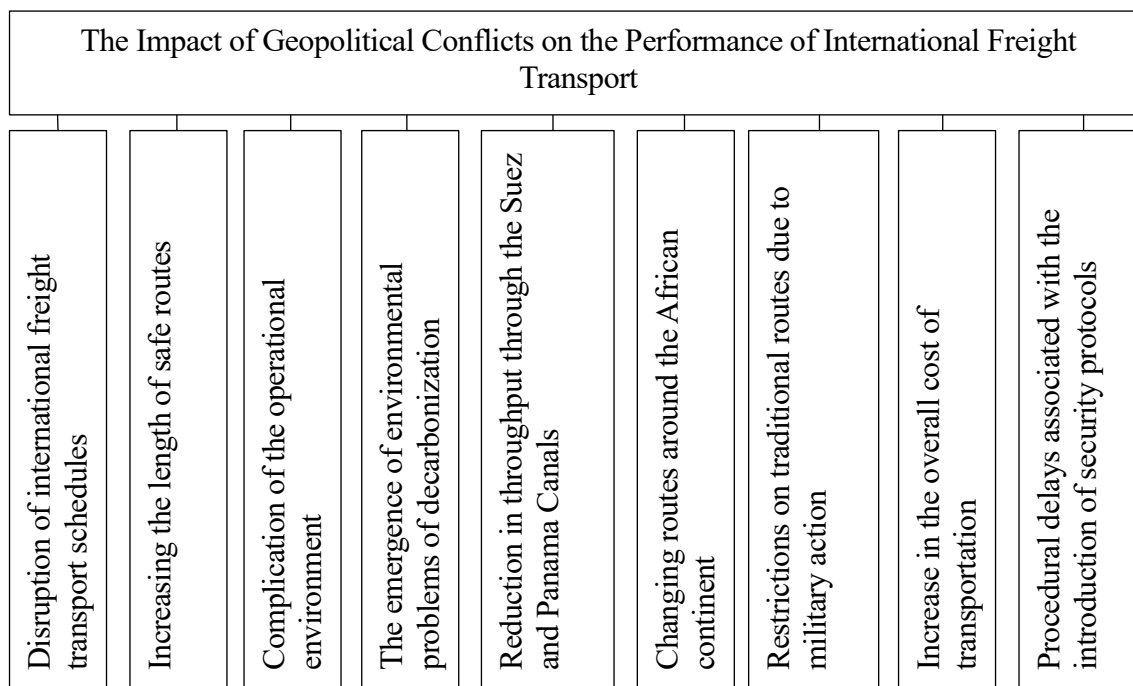 The Impact of Geopolitical Conflicts on the Performance of International Freight
Transport
Disruption of international freight
transport schedules
Increasing the length of safe routes
Complication of the operational
environment
The emergence of environmental
problems of decarbonization
Reduction in throughput through the Suez
and Panama Canals
Changing routes around the African
continent
Restrictions on traditional routes due to
military action
Increase in the overall cost of
transportation
Procedural delays associated with the
introduction of security protocols